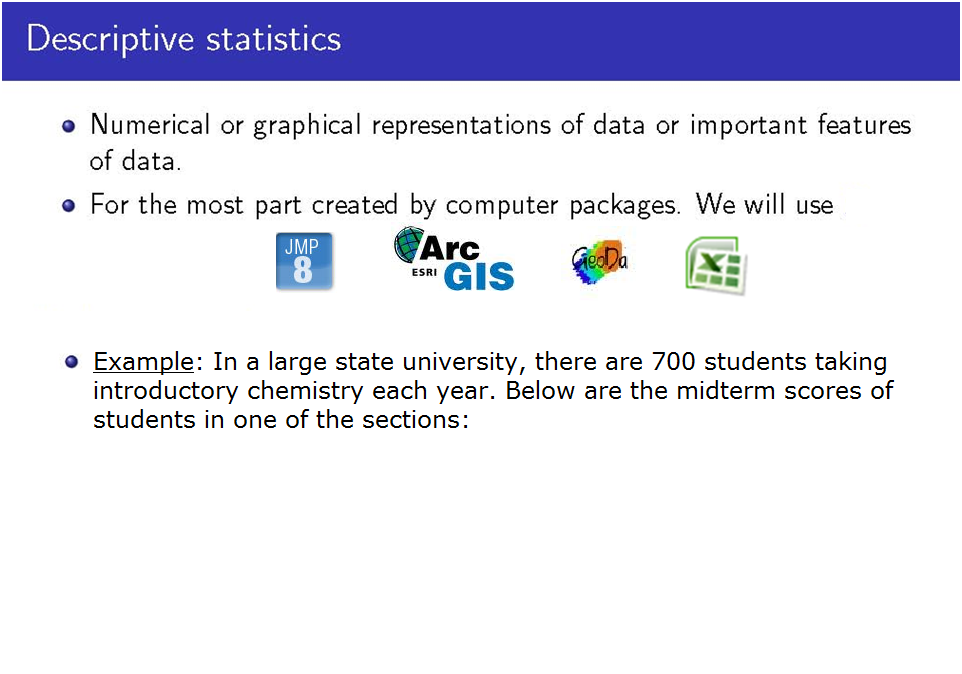 Descriptive statistics
Numerical or graphical representations of data or important features
of data.
For the most part created by computer packages. We will use
JMP
8
Arc
ESRI GIS
GeoDa
X
Example: In a large state university, there are 700 students taking
introductory chemistry each year. Below are the midterm scores of
students in one of the sections: